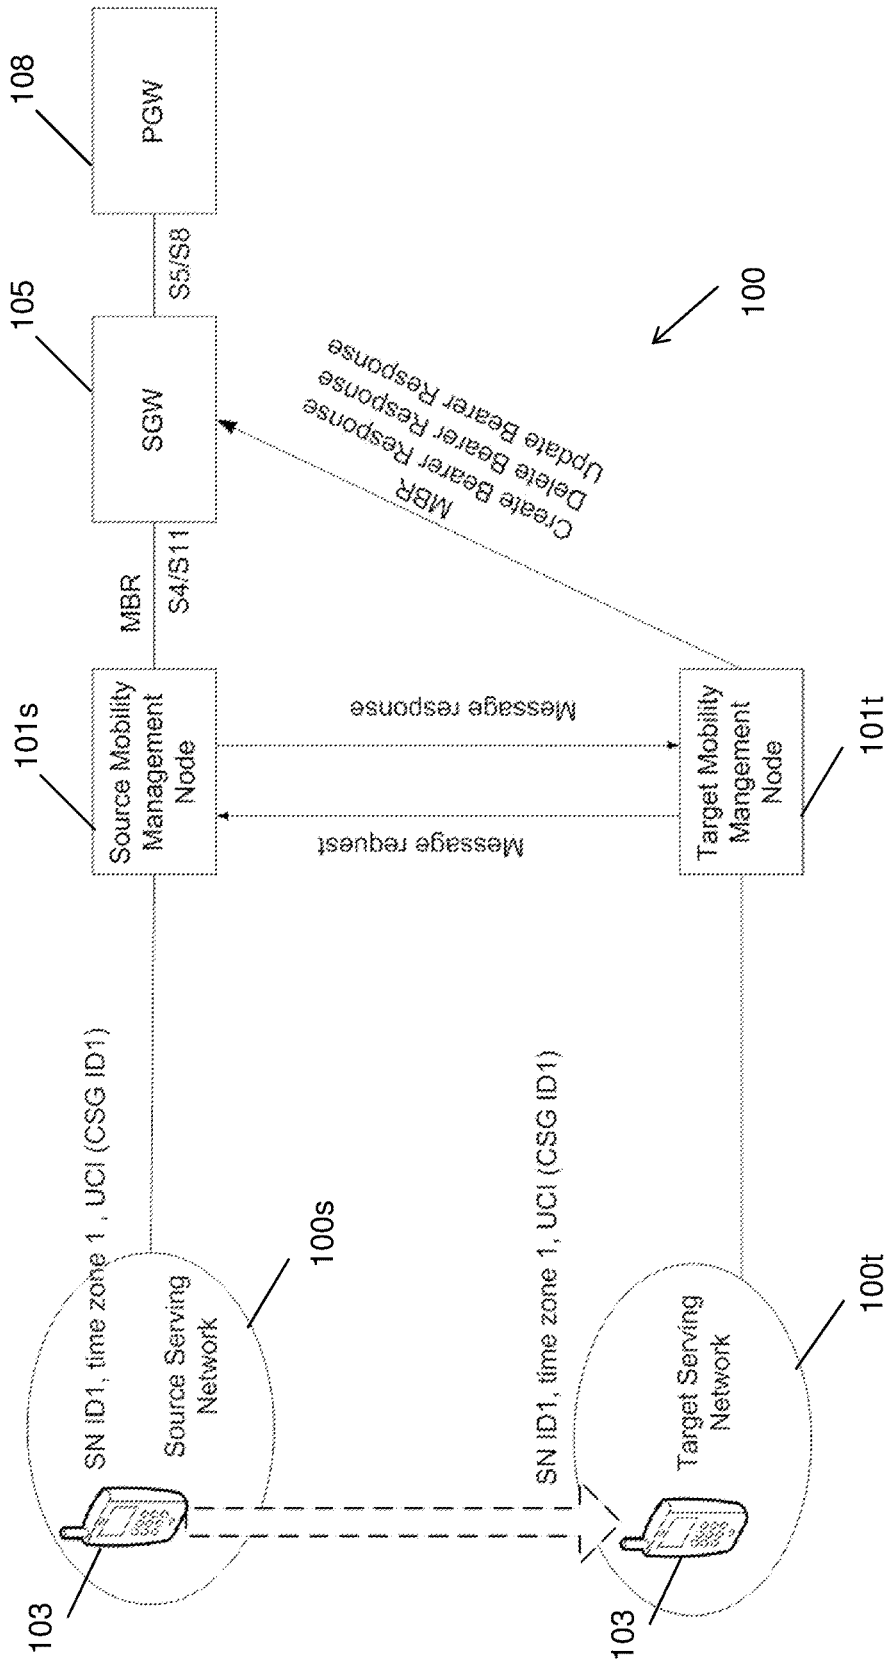 SN ID1, time zone 1 , UCI (CSG ID1)
103
Source Serving
Network
100s
101s
Source Mobility
Management
Node
MBR
S4/S11
105
SGW
S5/S8
108
PGW
Message request
Message response
MBR
Create Bearer Response
Delete Bearer Response
Update Bearer Response
100
SN ID1, time zone 1, UCI (CSG ID1)
103
Target Serving
Network
100t
Target Mobility
Mangement
Node
101t